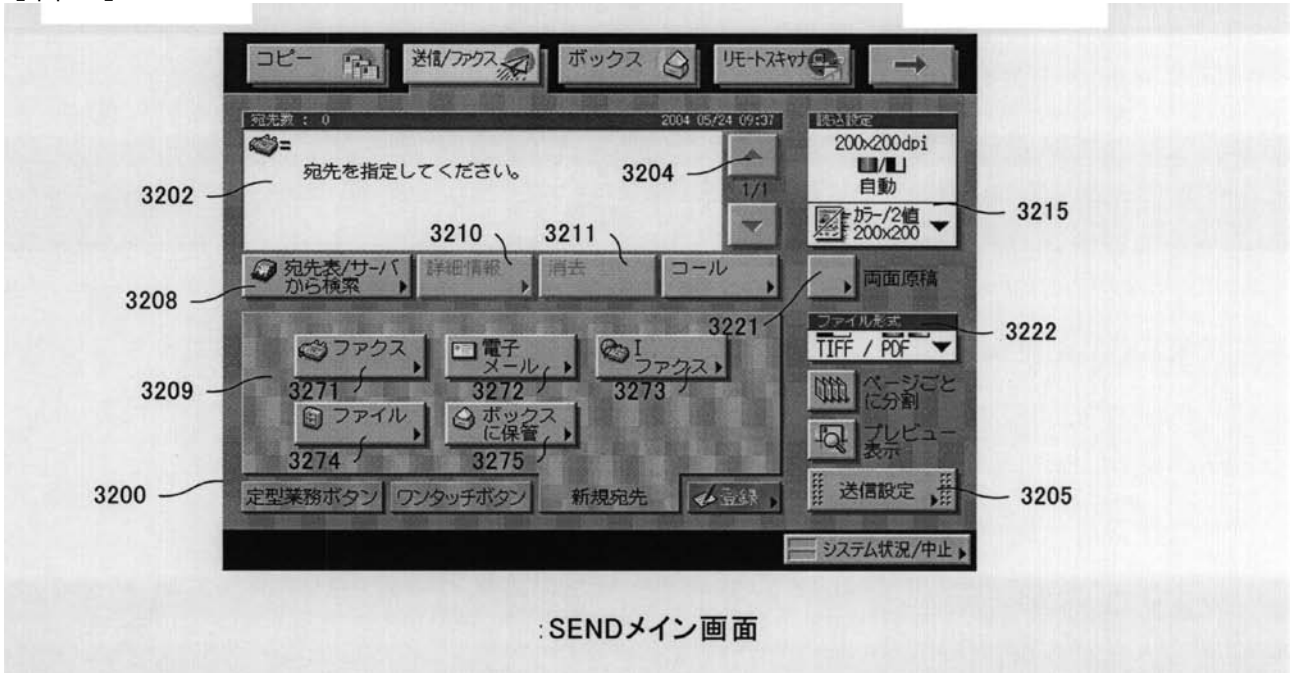 コピー
送信/ファクス
ボックス
リモートスキャナ
→
宛先数 : 0
2004 05/24 09:37
読込設定
200×200dpi
自動
宛先を指定してください。
3204
3202
1/1
カラー/2値
200×200
3215
3210
3211
宛先表/サーバ
から検索
詳細情報
消去
コール
両面原稿
3208
3221
ファイル形式
TIFF / PDF
3222
ファクス
電子
メール
I
ファクス
3209
3271
3272
3273
ページごと
に分割
ファイル
ボックス
に保管
プレビュー
表示
3274
3275
3200
定型業務ボタン
ワンタッチボタン
新規宛先
登録
送信設定
3205
システム状況/中止
:SENDメイン画面